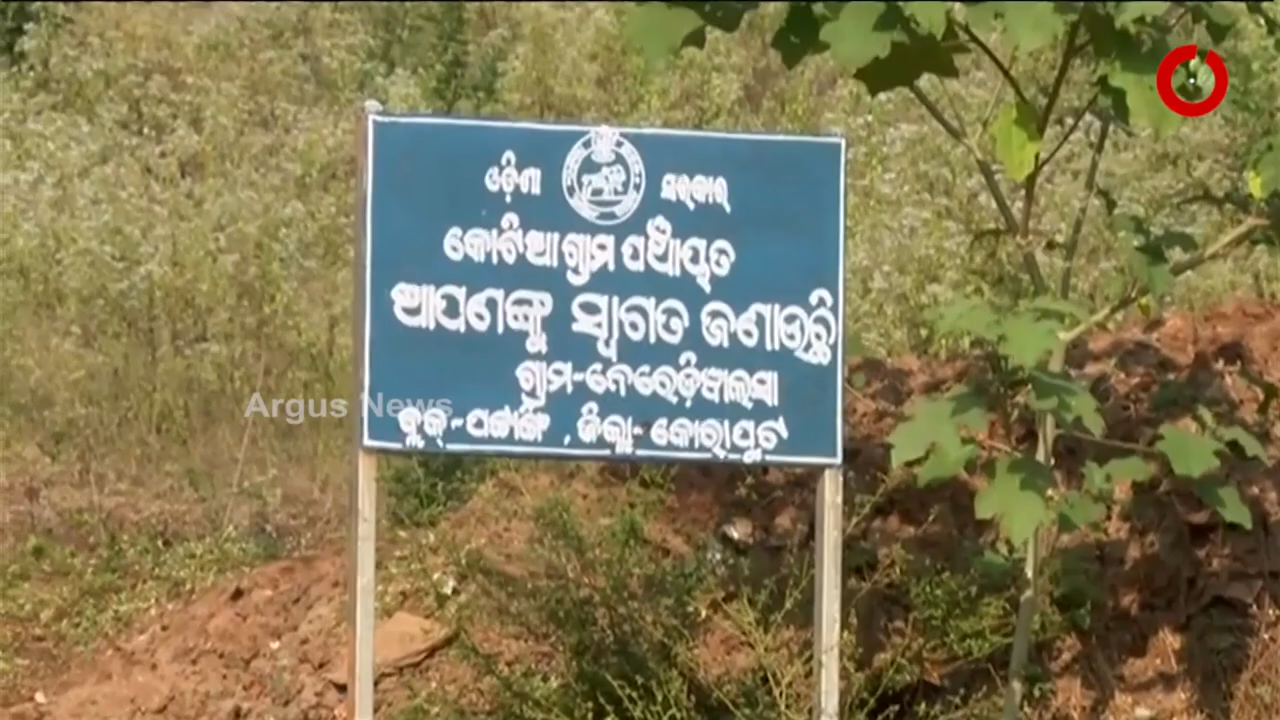 ଓଡ଼ିଶା ସରକାର
କୋଟିଆ ଗ୍ରାମ ପଞ୍ଚାୟତ
ଆପଣଙ୍କୁ ସ୍ୱାଗତ ଜଣାଉଛି
ଗ୍ରାମ-ନେରେଡ଼ିୱାଲସା
ବ୍ଲକ୍-ପଟ୍ଟାଙ୍ଗି, ଜିଲ୍ଲା-କୋରାପୁଟ
Argus News